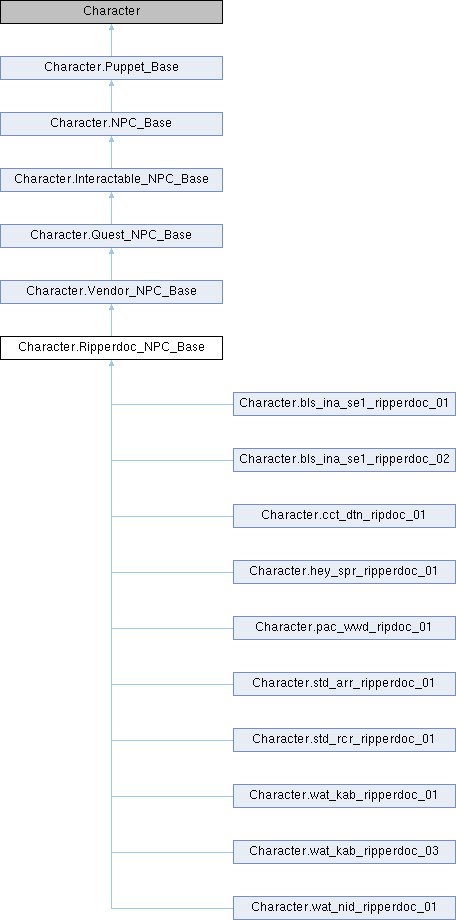 Character
Character.Puppet_Base
Character.NPC_Base
Character.Interactable_NPC_Base
Character.Quest_NPC_Base
Character.Vendor_NPC_Base
Character.Ripperdoc_NPC_Base
Character.bls_ina_se1_ripperdoc_01
Character.bls_ina_se1_ripperdoc_02
Character.cct_dtn_ripdoc_01
Character.hey_spr_ripperdoc_01
Character.pac_wwd_ripdoc_01
Character.std_arr_ripperdoc_01
Character.std_rcr_ripperdoc_01
Character.wat_kab_ripperdoc_01
Character.wat_kab_ripperdoc_03
Character.wat_nid_ripperdoc_01